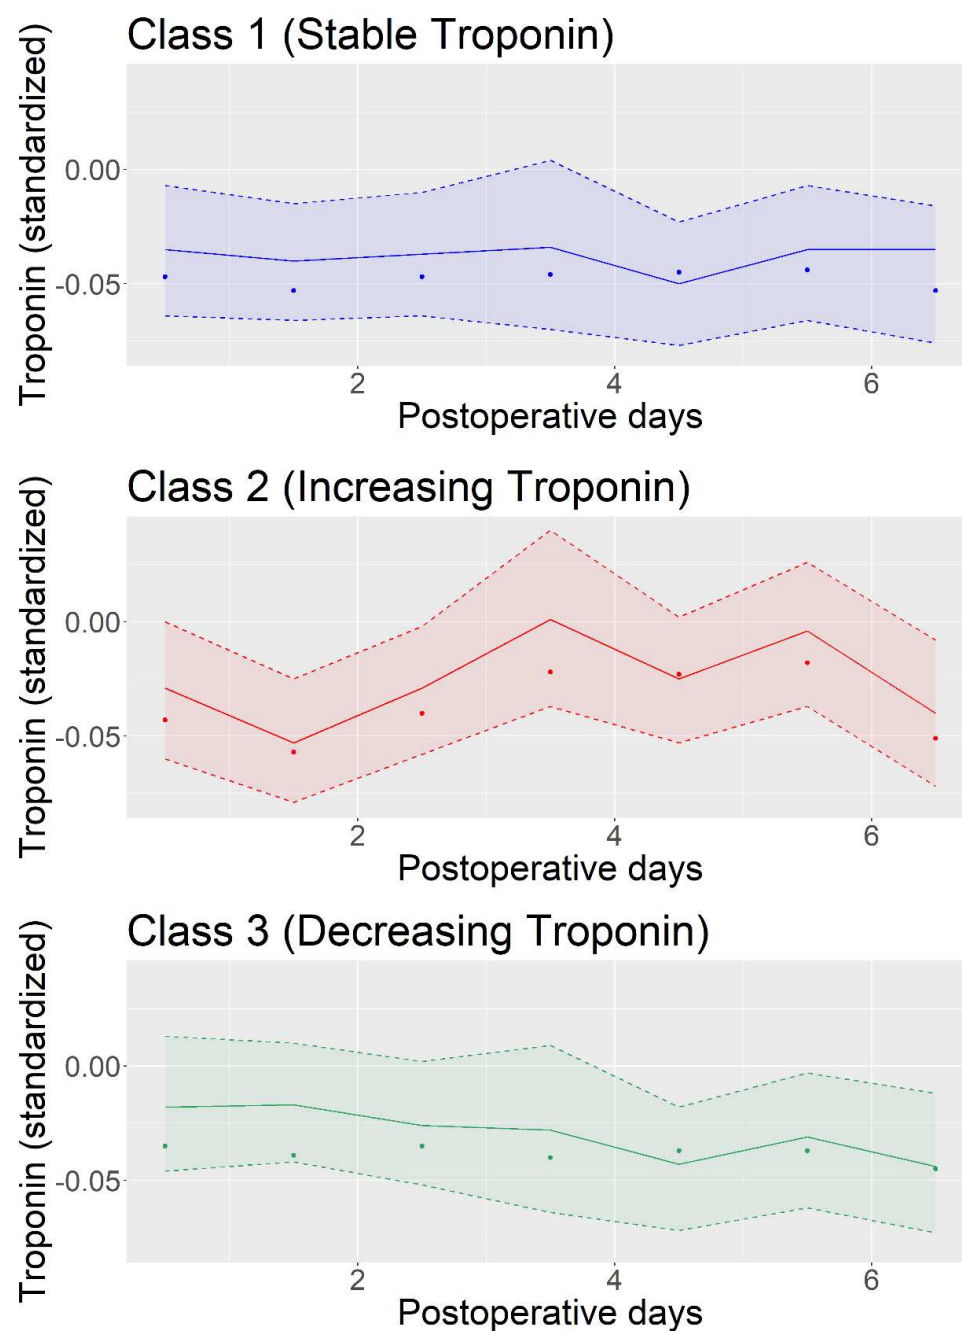 Class 1 (Stable Troponin)
Troponin (standardized)
0.00
-0.05
2 4 6
Postoperative days
Class 2 (Increasing Troponin)
Troponin (standardized)
0.00
-0.05
2 4 6
Postoperative days
Class 3 (Decreasing Troponin)
Troponin (standardized)
0.00
-0.05
2 4 6
Postoperative days